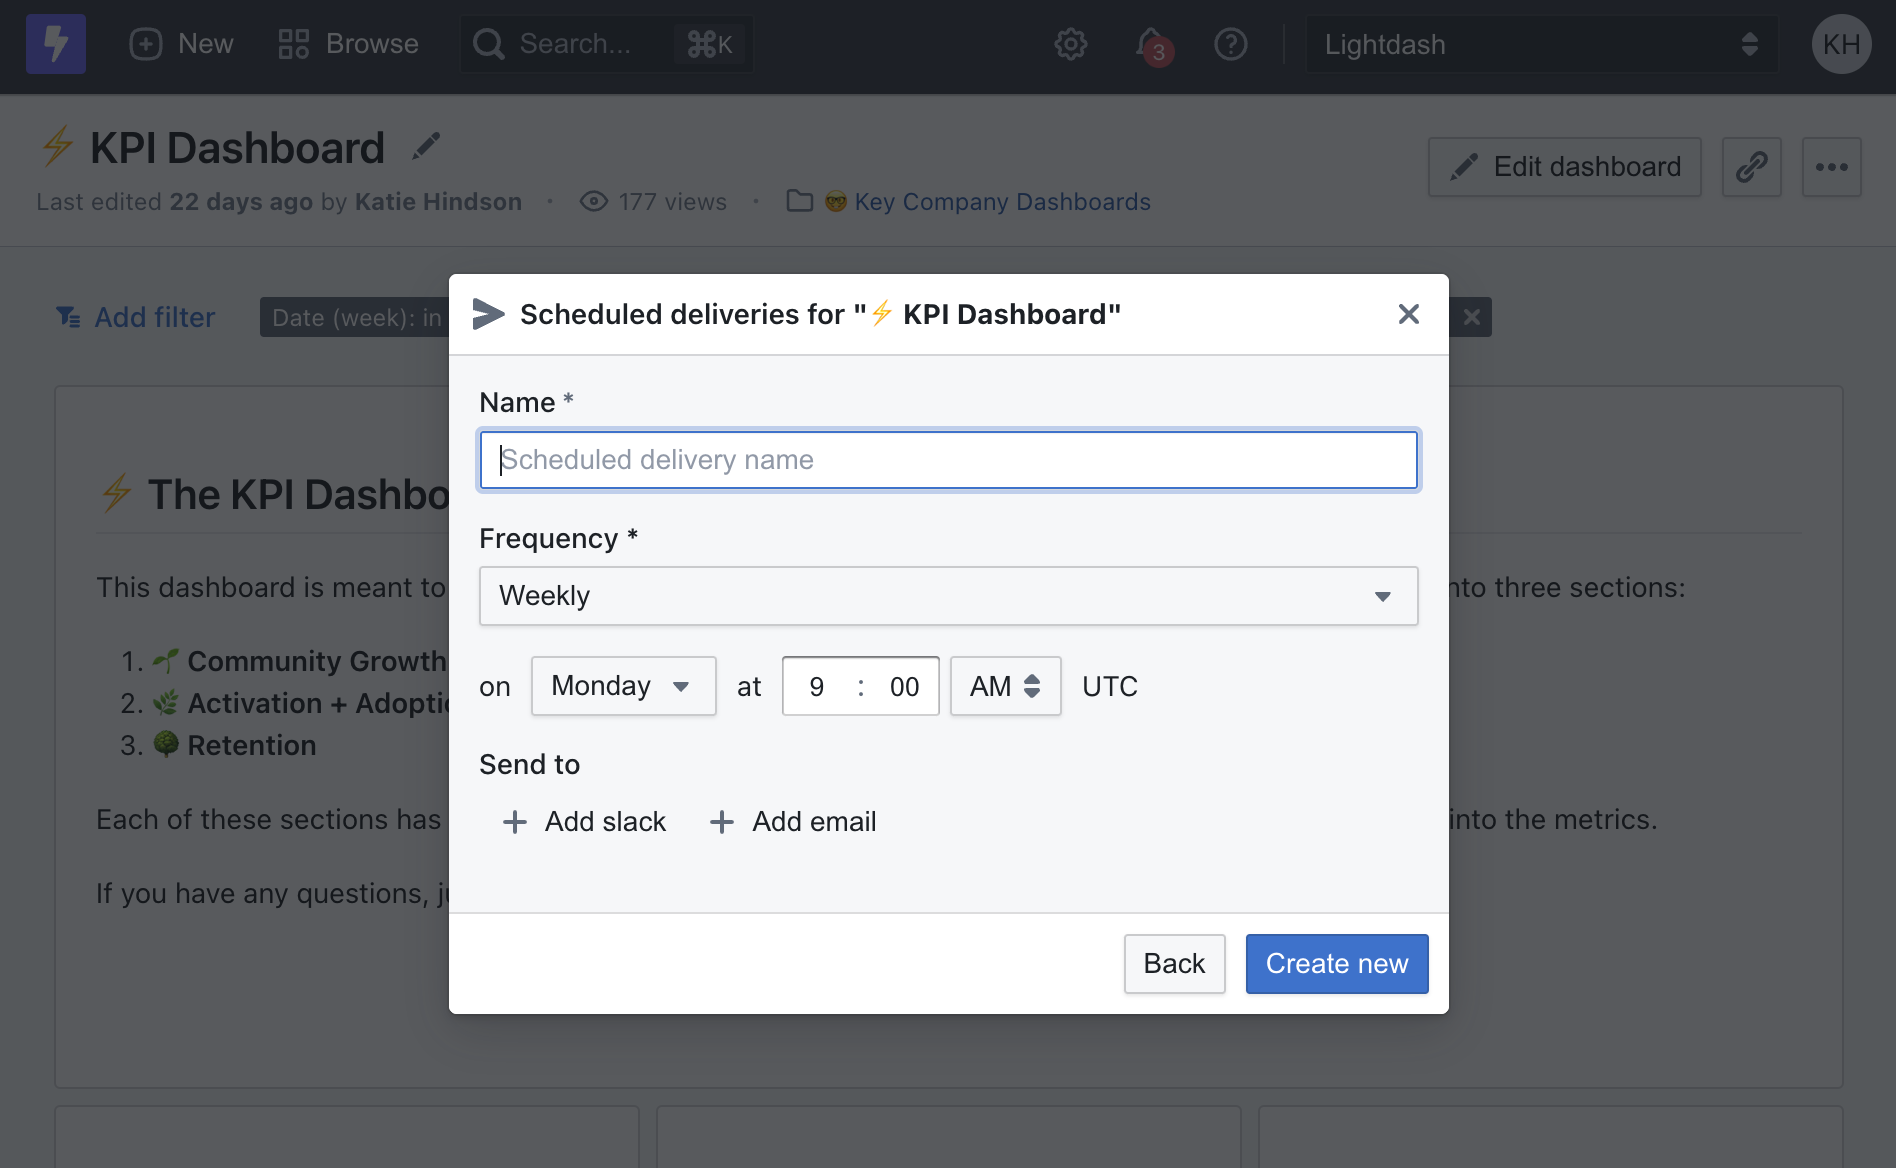 New
Browse
Search...
⌘K
3
Lightdash
KH
⚡ KPI Dashboard
Last edited 22 days ago by Katie Hindson · 177 views · 🤓 Key Company Dashboards
Edit dashboard
Add filter
Date (week): in
Scheduled deliveries for "⚡ KPI Dashboard"
Name *
Scheduled delivery name
Frequency *
Weekly
on Monday at 9 : 00 AM UTC
Send to
+ Add slack + Add email
Back
Create new
⚡ The KPI Dashbo
This dashboard is meant to
into three sections:
1. 🌱 Community Growth
2. 🌿 Activation + Adoptio
3. 🌳 Retention
Each of these sections has
into the metrics.
If you have any questions,